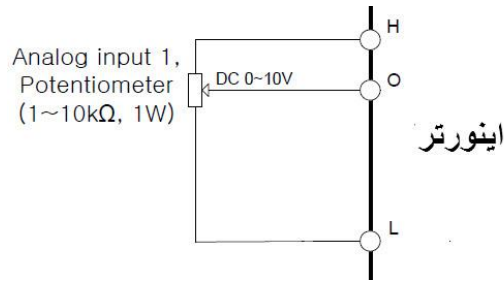 H
Analog input 1,
Potentiometer
(1~10kΩ, 1W)
DC 0~10V
O
اینورتر
L